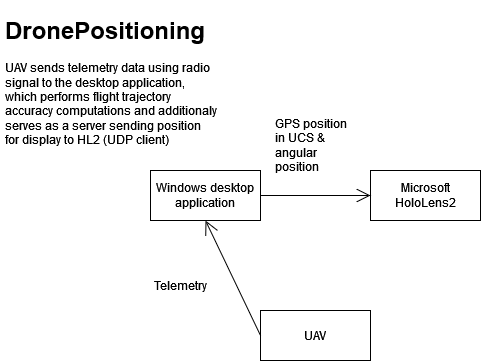 DronePositioning
UAV sends telemetry data using radio
signal to the desktop application,
which performs flight trajectory
accuracy computations and additionaly
serves as a server sending position
for display to HL2 (UDP client)
GPS position
in UCS &
angular
position
Windows desktop
application
Microsoft
HoloLens2
Telemetry
UAV